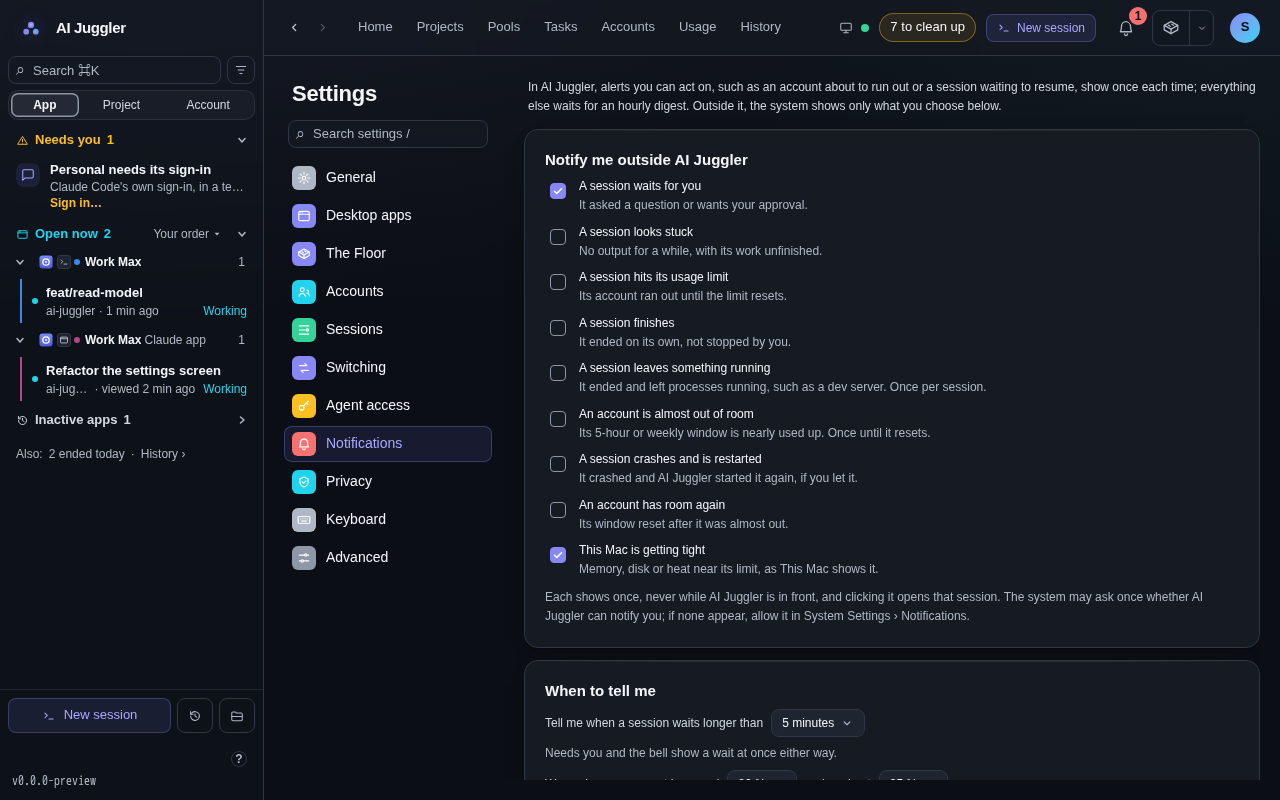 AI Juggler
Search ⌘K
App Project Account
Needs you 1
Personal needs its sign-in
Claude Code's own sign-in, in a te…
Sign in…
Open now 2 Your order
Work Max 1
feat/read-model
ai-juggler · 1 min ago Working
Work Max Claude app 1
Refactor the settings screen
ai-jug… · viewed 2 min ago Working
Inactive apps 1
Also: 2 ended today · History ›
New session
?
v0.0.0-preview
Home Projects Pools Tasks Accounts Usage History
7 to clean up
New session
1
S
Settings
Search settings /
General
Desktop apps
The Floor
Accounts
Sessions
Switching
Agent access
Notifications
Privacy
Keyboard
Advanced
In AI Juggler, alerts you can act on, such as an account about to run out or a session waiting to resume, show once each time; everything
else waits for an hourly digest. Outside it, the system shows only what you choose below.
Notify me outside AI Juggler
A session waits for you
It asked a question or wants your approval.
A session looks stuck
No output for a while, with its work unfinished.
A session hits its usage limit
Its account ran out until the limit resets.
A session finishes
It ended on its own, not stopped by you.
A session leaves something running
It ended and left processes running, such as a dev server. Once per session.
An account is almost out of room
Its 5-hour or weekly window is nearly used up. Once until it resets.
A session crashes and is restarted
It crashed and AI Juggler started it again, if you let it.
An account has room again
Its window reset after it was almost out.
This Mac is getting tight
Memory, disk or heat near its limit, as This Mac shows it.
Each shows once, never while AI Juggler is in front, and clicking it opens that session. The system may ask once whether AI
Juggler can notify you; if none appear, allow it in System Settings › Notifications.
When to tell me
Tell me when a session waits longer than 5 minutes
Needs you and the bell show a wait at once either way.